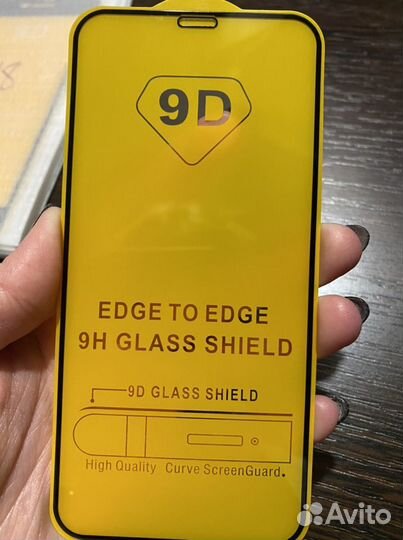 9D
EDGE TO EDGE
9H GLASS SHIELD
9D GLASS SHIELD
High Quality Curve ScreenGuard.
Avito